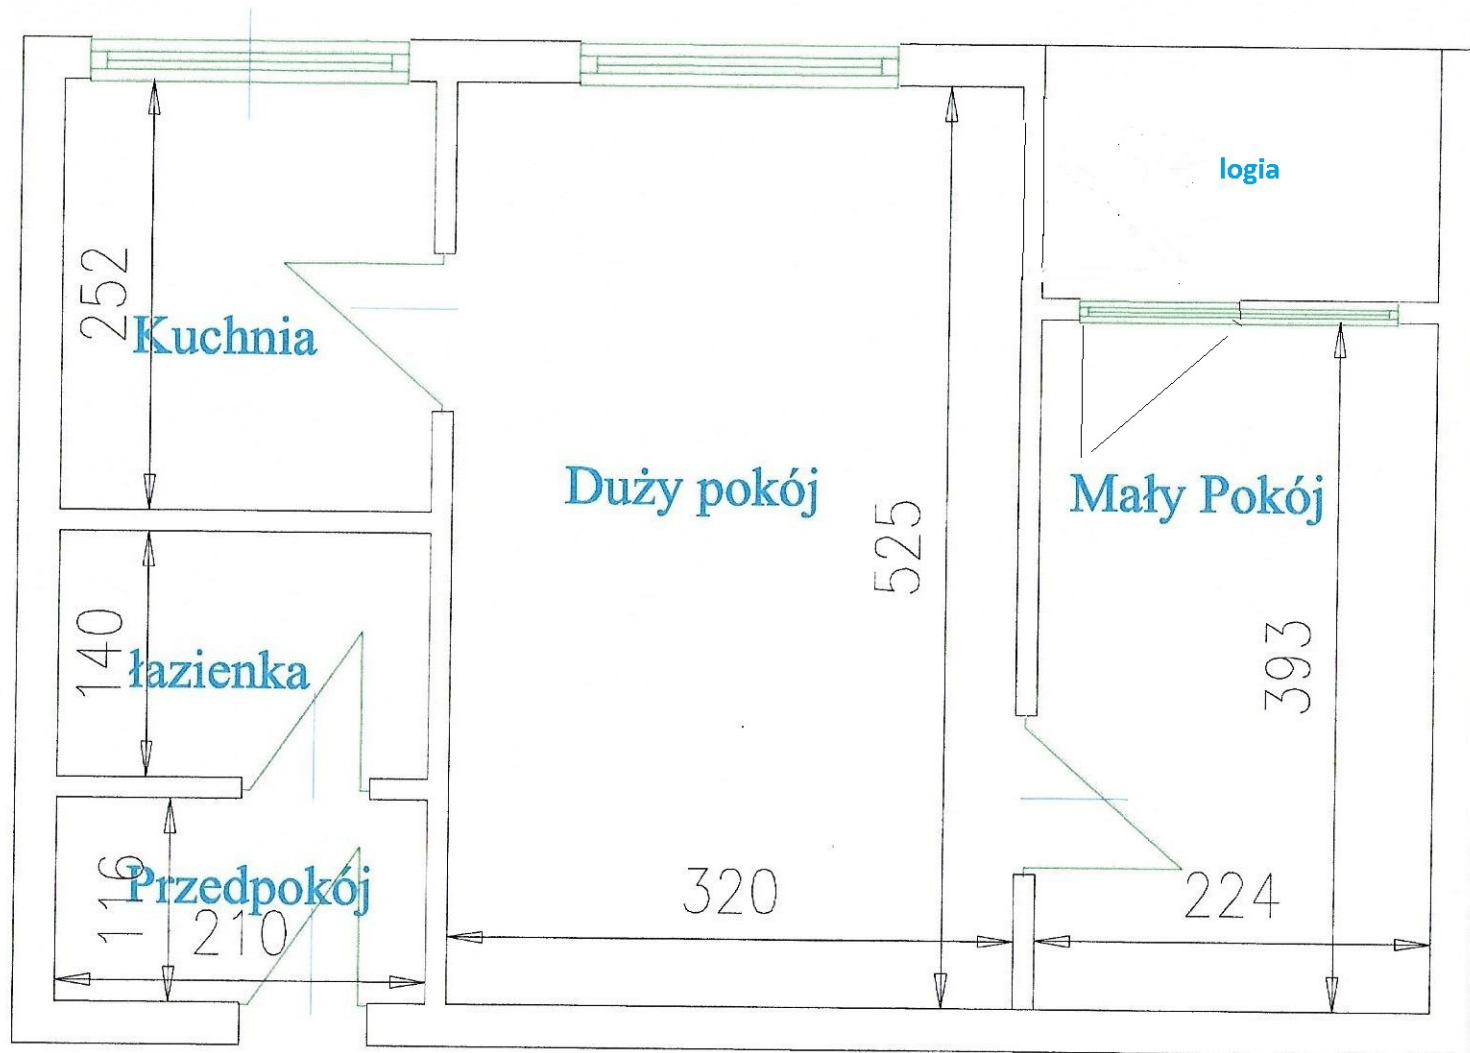 logia
252
Kuchnia
Duży pokój
525
Mały Pokój
140
łazienka
393
116
Przedpokój
210
320
224